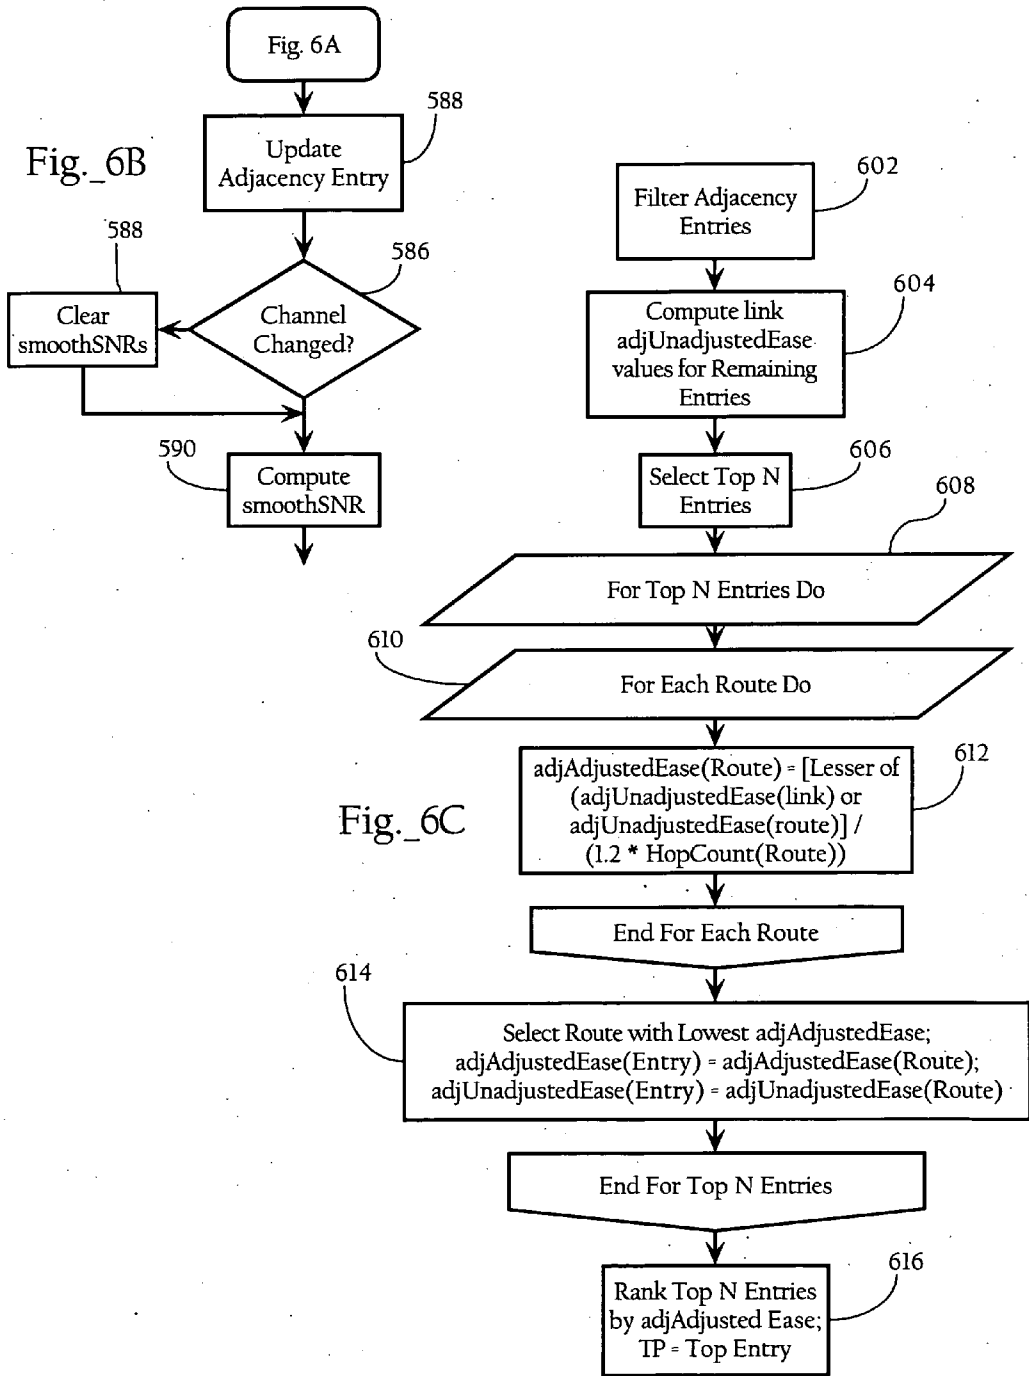 Fig. 6A
588
Update
Adjacency Entry
Fig._6B
588
586
Channel
Changed?
Clear
smoothSNRs
590
Compute
smoothSNR
602
Filter Adjacency
Entries
604
Compute link
adjUnadjustedEase
values for Remaining
Entries
606
Select Top N
Entries
608
For Top N Entries Do
610
For Each Route Do
612
adjAdjustedEase(Route) = [Lesser of
(adjUnadjustedEase(link) or
adjUnadjustedEase(route)] /
(1.2 * HopCount(Route))
Fig._6C
End For Each Route
614
Select Route with Lowest adjAdjustedEase;
adjAdjustedEase(Entry) = adjAdjustedEase(Route);
adjUnadjustedEase(Entry) = adjUnadjustedEase(Route)
End For Top N Entries
616
Rank Top N Entries
by adjAdjusted Ease;
TP = Top Entry